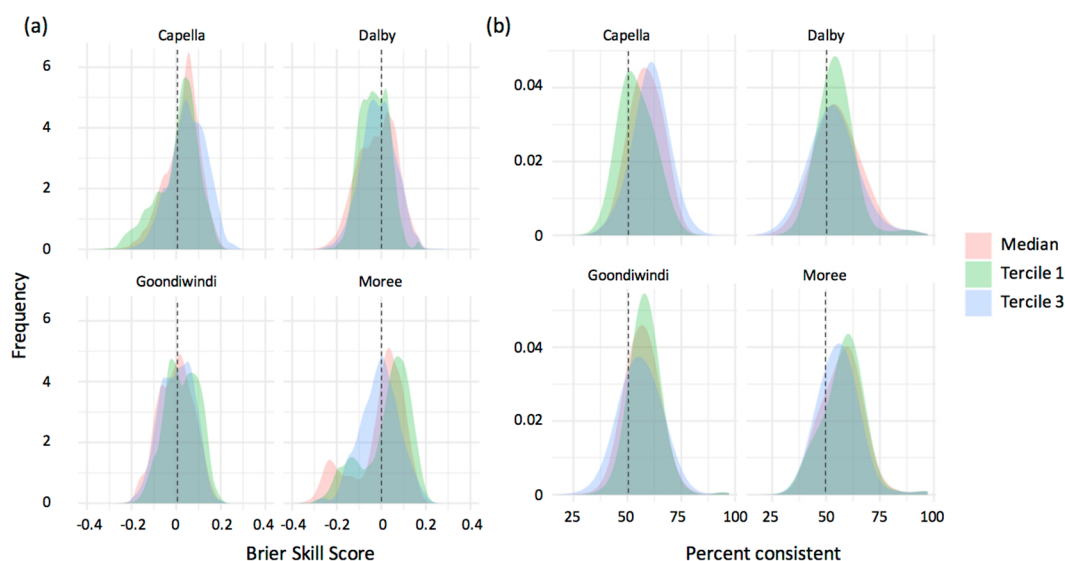 (a)
Capella
Dalby
6
4
2
0
Goondiwindi
Moree
6
4
2
0
-0.4 -0.2 0 0.2 0.4
-0.4 -0.2 0 0.2 0.4
Frequency
Brier Skill Score
(b)
Capella
Dalby
0.04
0.02
0
Goondiwindi
Moree
0.04
0.02
0
25 50 75 100
25 50 75 100
Percent consistent
Median
Tercile 1
Tercile 3